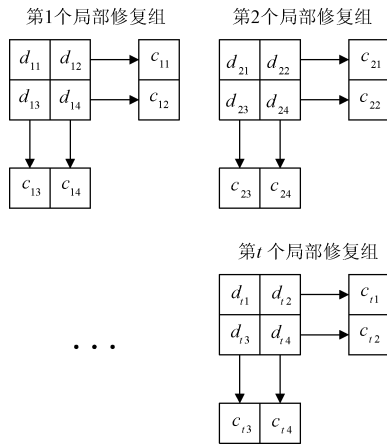 第1个局部修复组
d11 d12 c11
d13 d14 c12
c13 c14
第2个局部修复组
d21 d22 c21
d23 d24 c22
c23 c24
...
第t个局部修复组
dt1 dt2 ct1
dt3 dt4 ct2
ct3 ct4